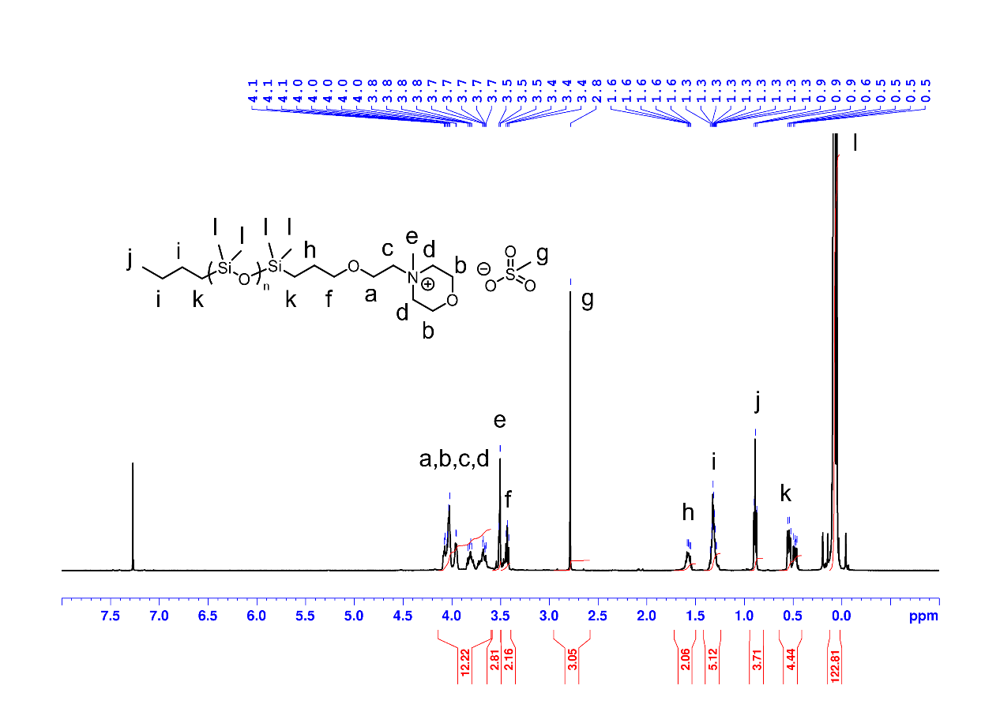 4.1 4.1 4.1 4.0 4.0 4.0 4.0 4.0 3.8 3.8 3.8 3.8 3.7 3.7 3.7 3.7 3.7 3.5 3.5 3.5 3.4 3.4 3.4 2.8 1.6 1.6 1.6 1.6 1.6 1.3 1.3 1.3 1.3 1.3 1.3 1.3 1.3 1.3 0.9 0.9 0.9 0.6 0.5 0.5 0.5 0.5
l
l l l l e
j i h c d O g
Si Si O b ⊖
O n N ⊕ O S O
i k k f a O
d b
g
j
e
a,b,c,d i
f k
h
7.5 7.0 6.5 6.0 5.5 5.0 4.5 4.0 3.5 3.0 2.5 2.0 1.5 1.0 0.5 0.0 ppm
12.22 2.81 2.16 3.05 2.06 5.12 3.71 4.44 122.81